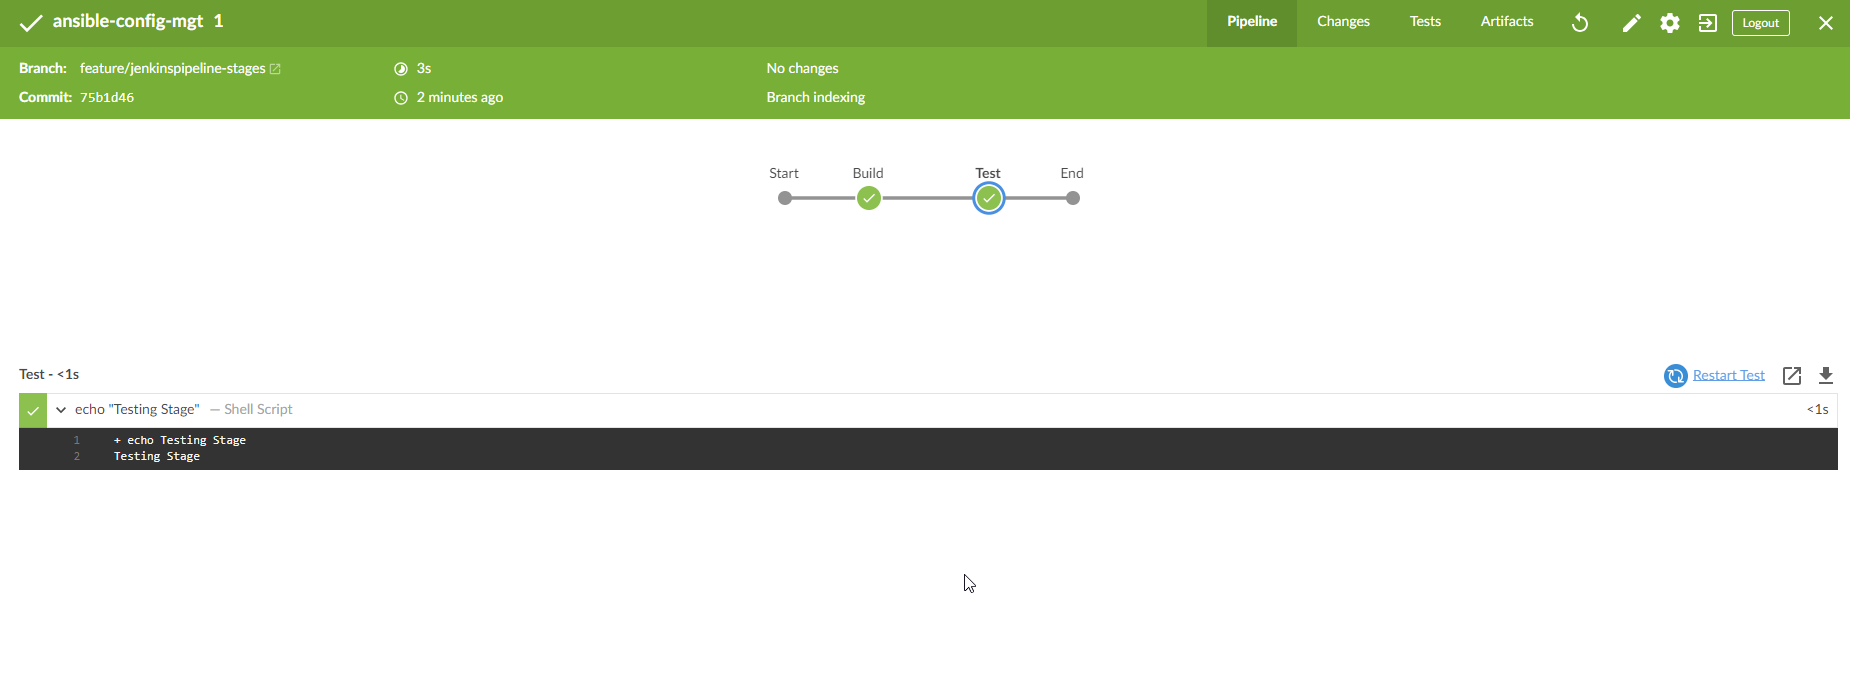 ansible-config-mgt 1
Pipeline Changes Tests Artifacts Logout
Branch: feature/jenkinspipeline-stages 3s No changes
Commit: 75b1d46 2 minutes ago Branch indexing
Start Build Test End
Test - <1s Restart Test
echo "Testing Stage" — Shell Script <1s
1 + echo Testing Stage
2 Testing Stage